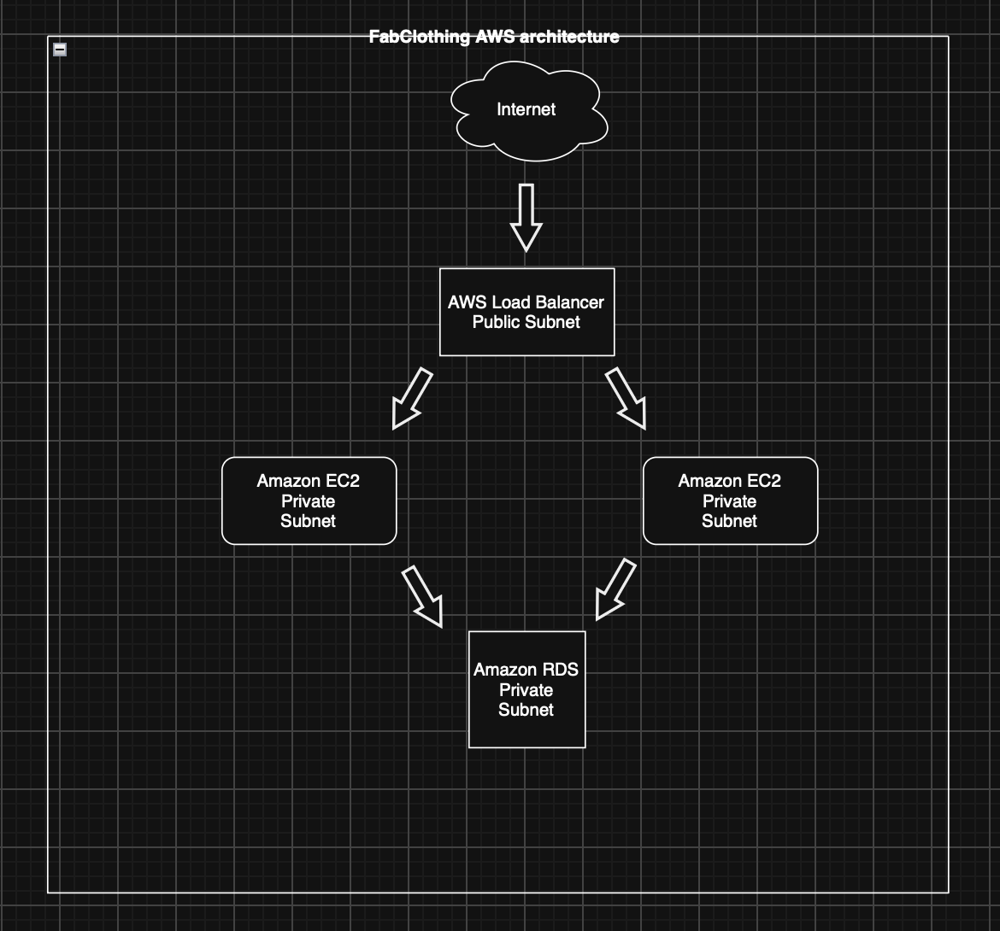 FabClothing AWS architecture
Internet
AWS Load Balancer
Public Subnet
Amazon EC2
Private
Subnet
Amazon EC2
Private
Subnet
Amazon RDS
Private
Subnet